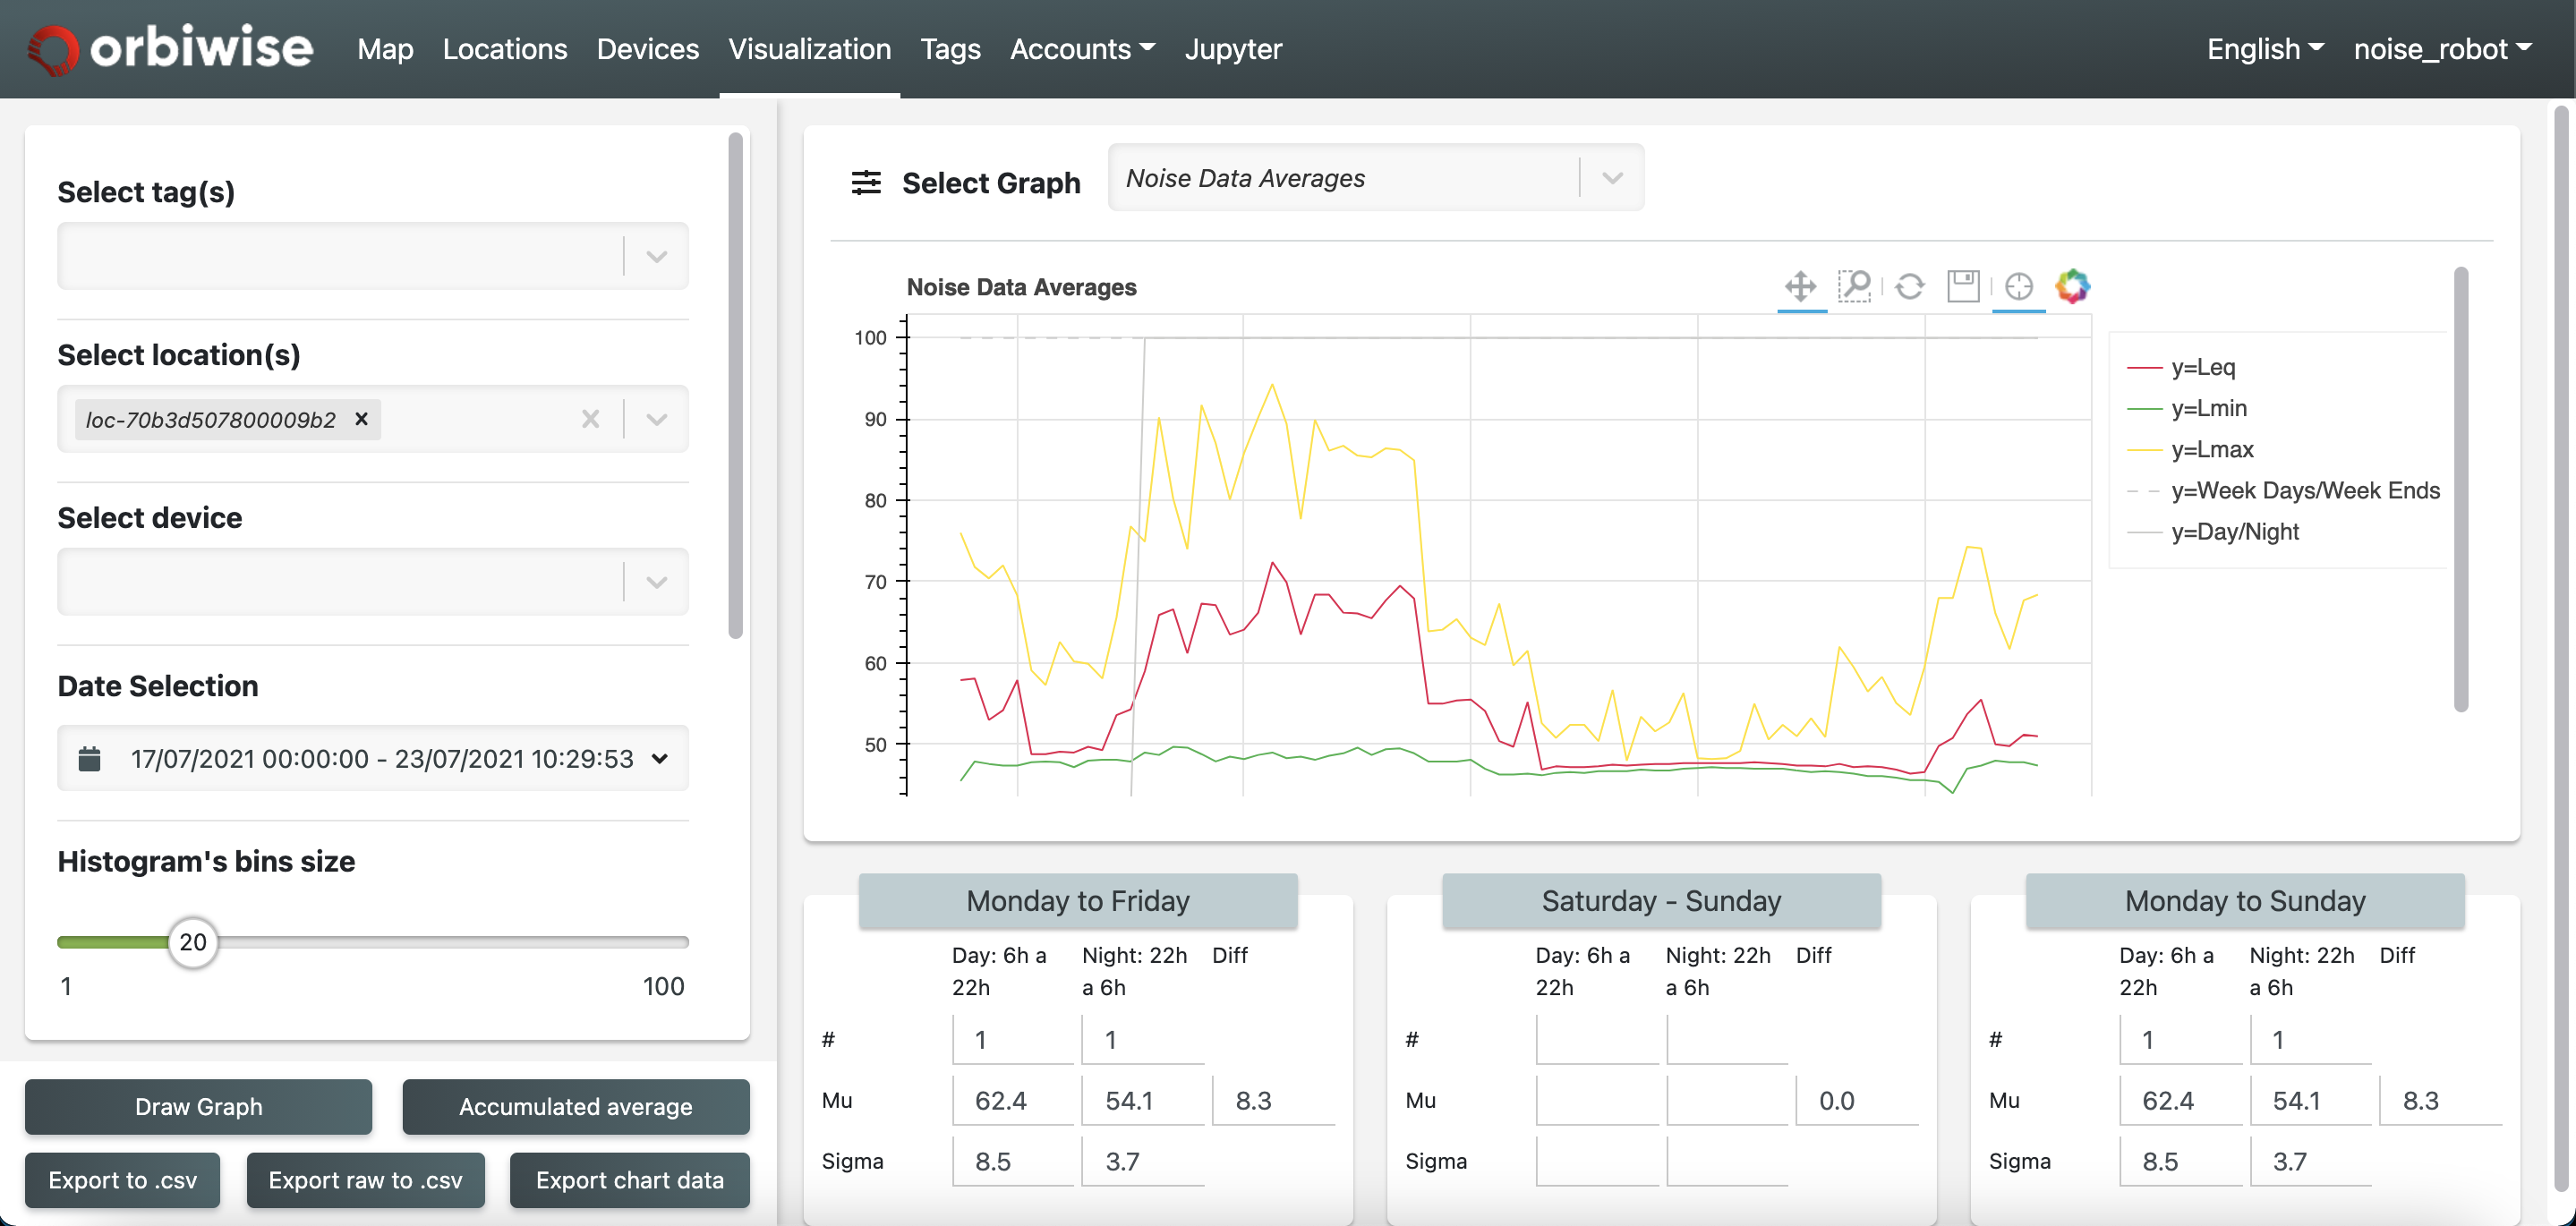 orbiwise Map Locations Devices Visualization Tags Accounts Jupyter English noise_robot
Select tag(s)
Select location(s)
loc-70b3d507800009b2
Select device
Date Selection
17/07/2021 00:00:00 - 23/07/2021 10:29:53
Histogram's bins size
20
1 100
Draw Graph Accumulated average
Export to .csv Export raw to .csv Export chart data
Select Graph Noise Data Averages
Noise Data Averages
100
90
80
70
60
50
y=Leq
y=Lmin
y=Lmax
y=Week Days/Week Ends
y=Day/Night
Monday to Friday
Day: 6h a Night: 22h Diff
22h a 6h
# 1 1
Mu 62.4 54.1 8.3
Sigma 8.5 3.7
Saturday - Sunday
Day: 6h a Night: 22h Diff
22h a 6h
#
Mu 0.0
Sigma
Monday to Sunday
Day: 6h a Night: 22h Diff
22h a 6h
# 1 1
Mu 62.4 54.1 8.3
Sigma 8.5 3.7